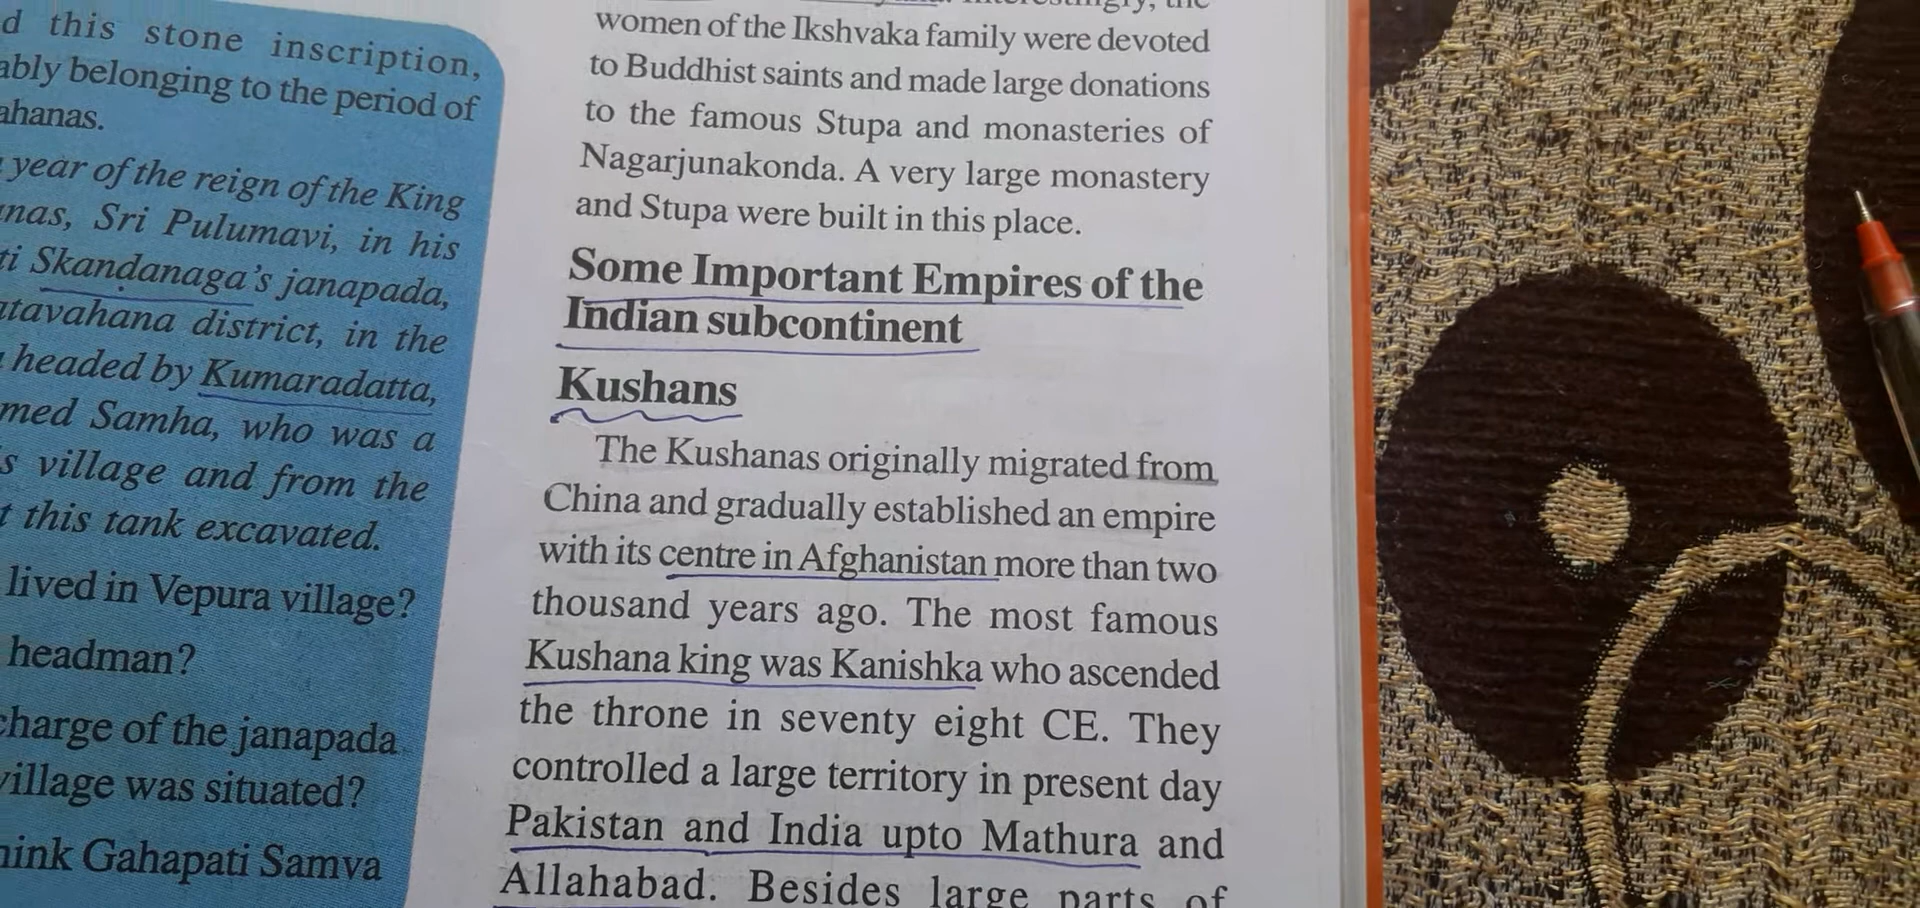 d this stone inscription,
ably belonging to the period of
ahanas.
year of the reign of the King
nas, Sri Pulumavi, in his
ti Skandanaga's janapada,
atavahana district, in the
headed by Kumaradatta,
med Samha, who was a
s village and from the
t this tank excavated.
lived in Vepura village?
headman?
charge of the janapada
village was situated?
hink Gahapati Samva
women of the Ikshvaka family were devoted
to Buddhist saints and made large donations
to the famous Stupa and monasteries of
Nagarjunakonda. A very large monastery
and Stupa were built in this place.
Some Important Empires of the
Indian subcontinent
Kushans
The Kushanas originally migrated from
China and gradually established an empire
with its centre in Afghanistan more than two
thousand years ago. The most famous
Kushana king was Kanishka who ascended
the throne in seventy eight CE. They
controlled a large territory in present day
Pakistan and India upto Mathura and
Allahabad. Besides large parts of